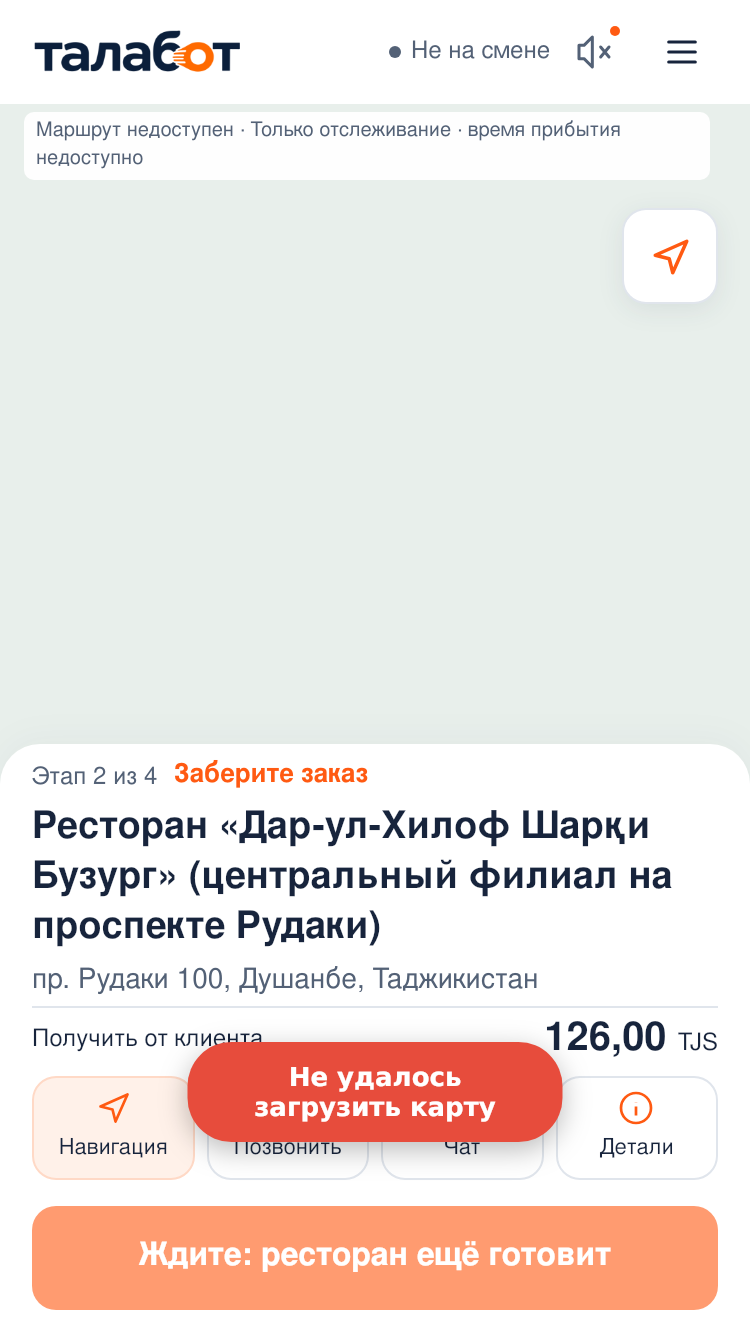 талабот
Не на смене
Маршрут недоступен · Только отслеживание · время прибытия
недоступно
Этап 2 из 4 Заберите заказ
Ресторан «Дар-ул-Хилоф Шарқи
Бузург» (центральный филиал на
проспекте Рудаки)
пр. Рудаки 100, Душанбе, Таджикистан
Получить от клиента 126,00 TJS
Не удалось
загрузить карту
Навигация Позвонить Чат Детали
Ждите: ресторан ещё готовит